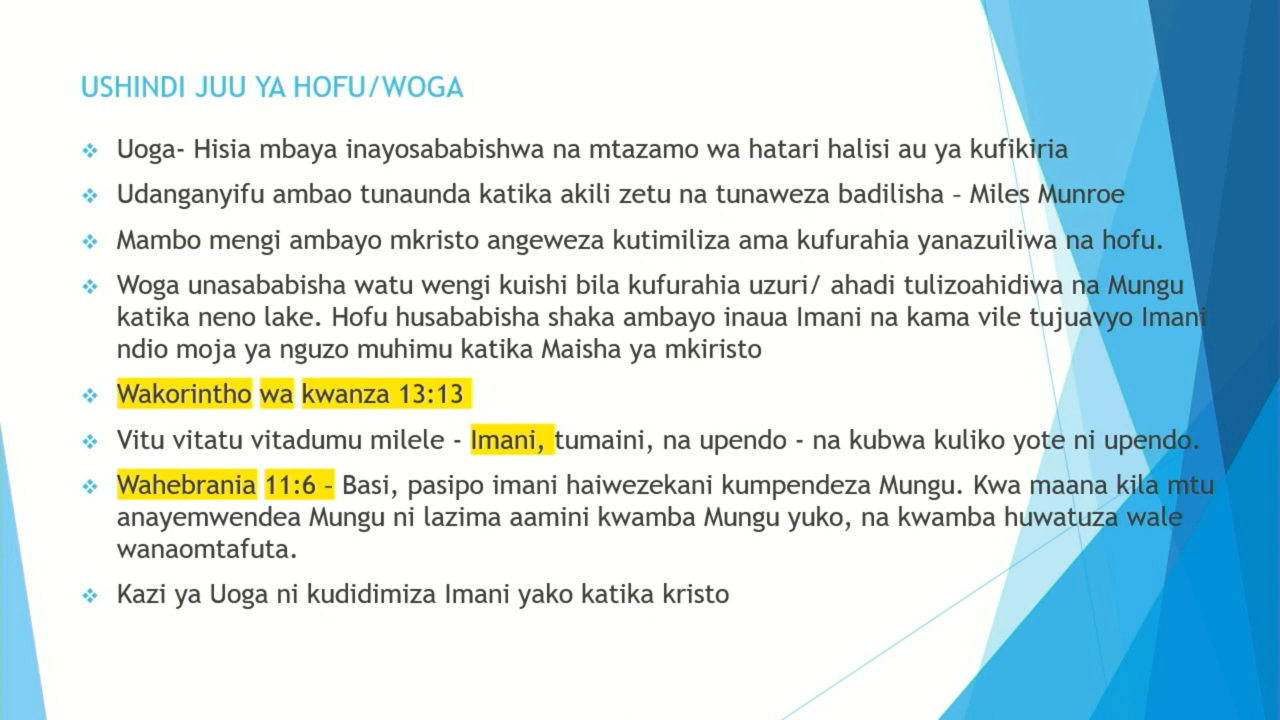 USHINDI JUU YA HOFU/WOGA
Uoga- Hisia mbaya inayosababishwa na mtazamo wa hatari halisi au ya kufikiria
Udanganyifu ambao tunaunda katika akili zetu na tunaweza badilisha – Miles Munroe
Mambo mengi ambayo mkristo angeweza kutimiliza ama kufurahia yanazuiliwa na hofu.
Woga unasababisha watu wengi kuishi bila kufurahia uzuri/ ahadi tulizoahidiwa na Mungu
katika neno lake. Hofu husababisha shaka ambayo inaua Imani na kama vile tujuavyo Imani
ndio moja ya nguzo muhimu katika Maisha ya mkiristo
Wakorintho wa kwanza 13:13
Vitu vitatu vitadumu milele - Imani, tumaini, na upendo - na kubwa kuliko yote ni upendo.
Wahebrania 11:6 – Basi, pasipo imani haiwezekani kumpendeza Mungu. Kwa maana kila mtu
anayemwendea Mungu ni lazima aamini kwamba Mungu yuko, na kwamba huwatuza wale
wanaomtafuta.
Kazi ya Uoga ni kudidimiza Imani yako katika kristo